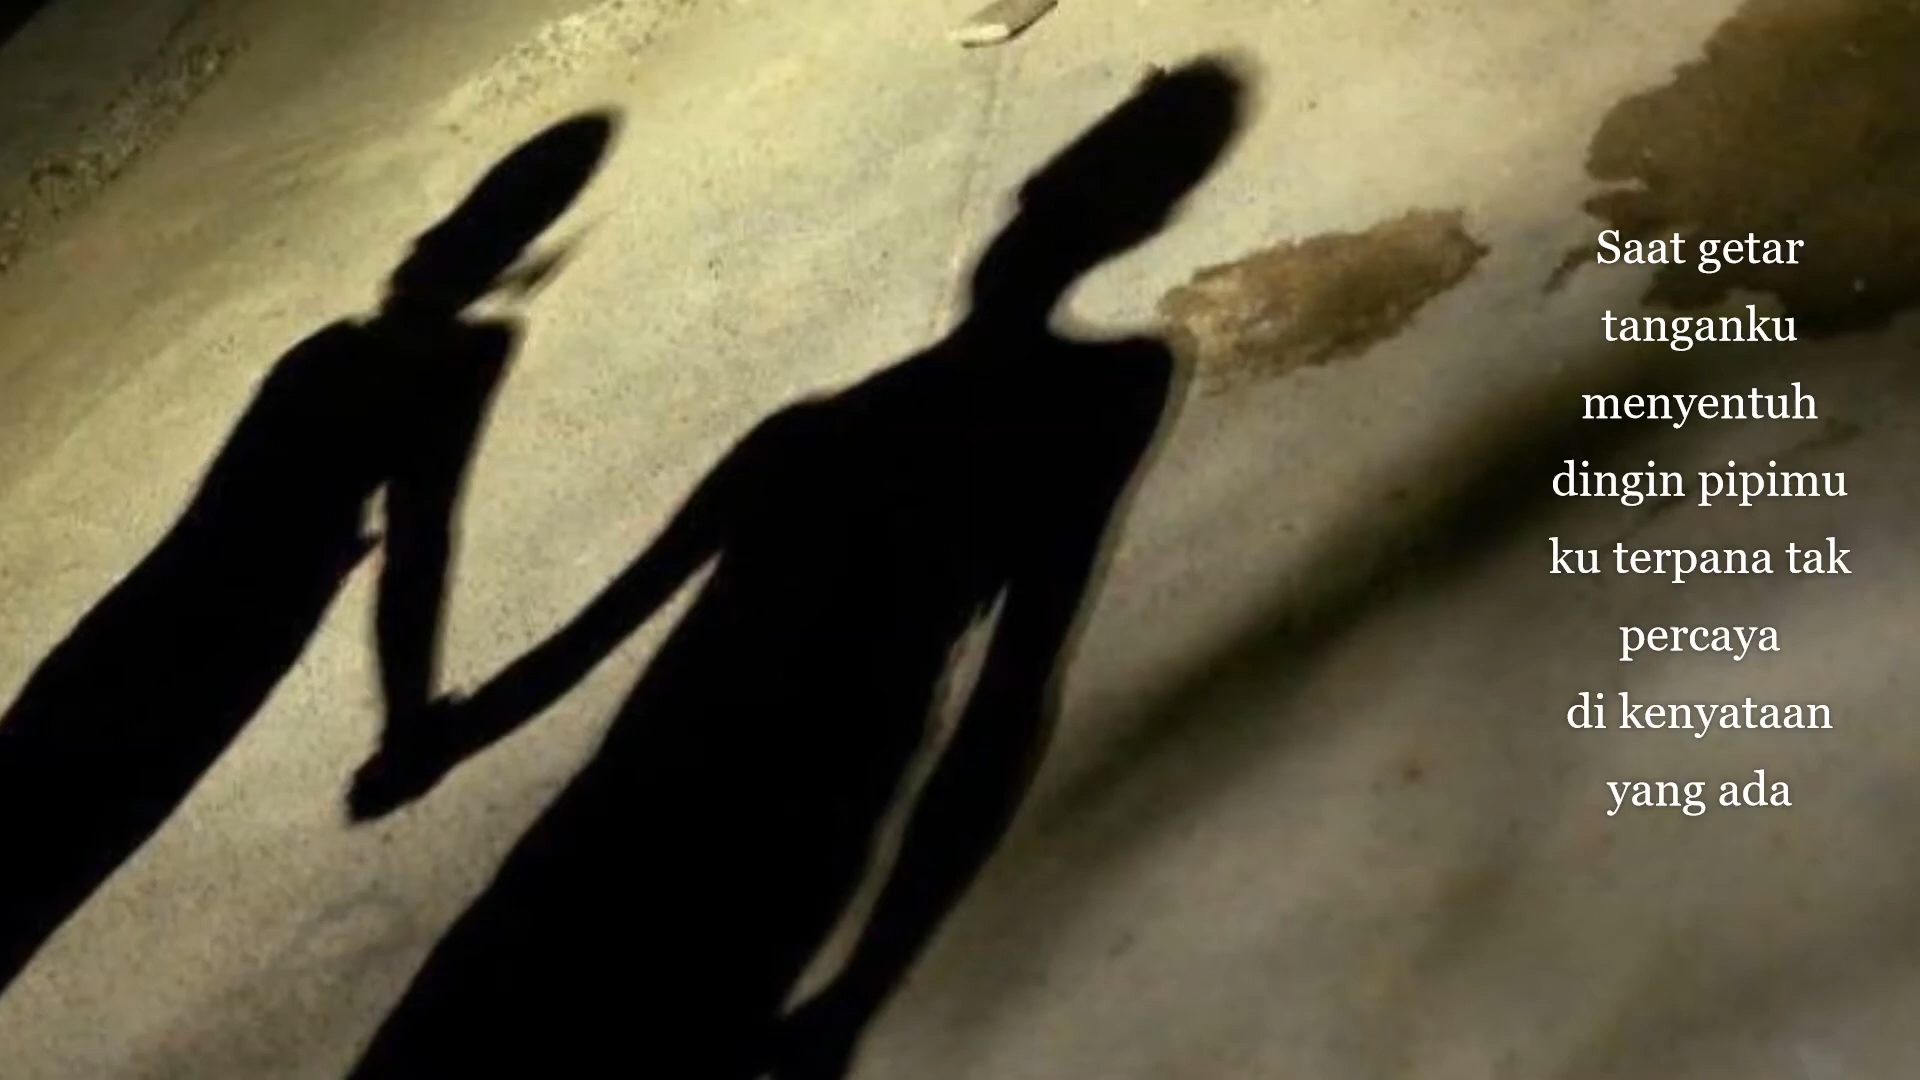 Saat getar
tanganku
menyentuh
dingin pipimu
ku terpana tak
percaya
di kenyataan
yang ada